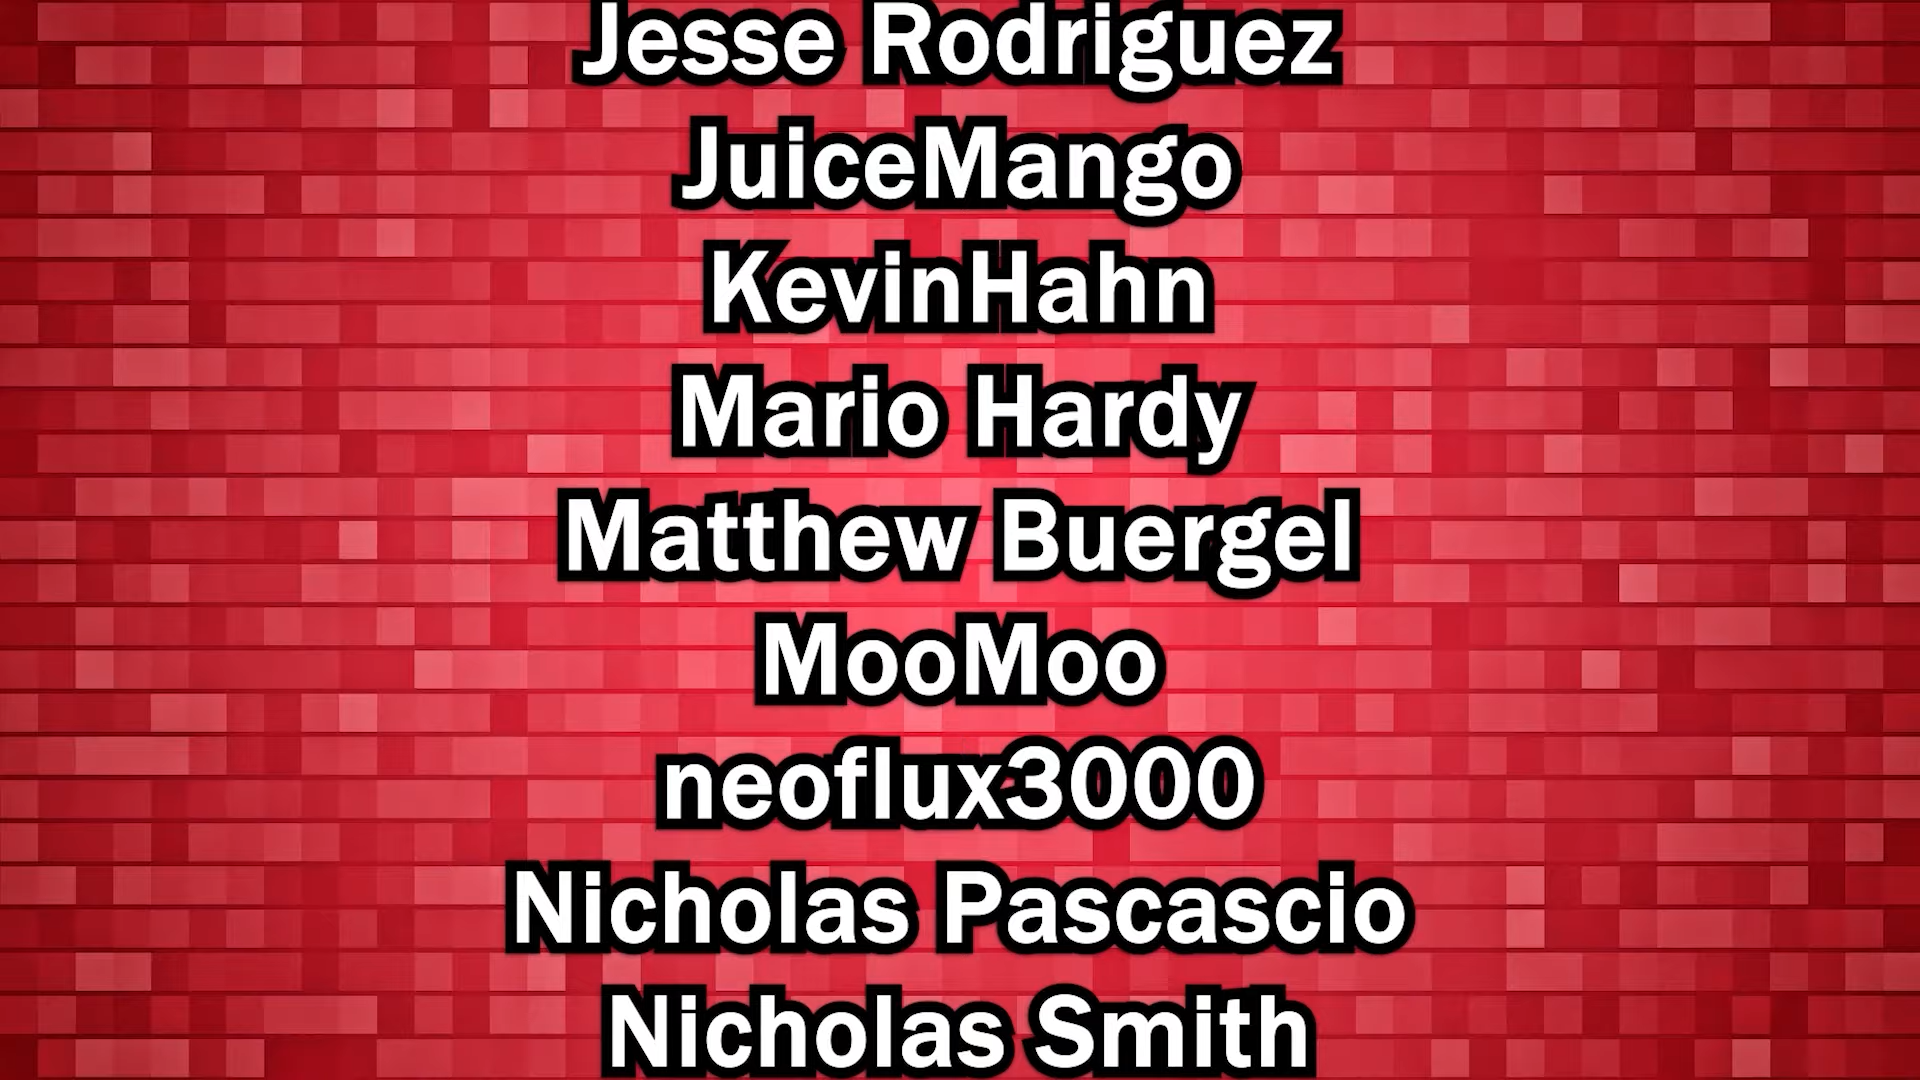 Jesse Rodriguez
JuiceMango
KevinHahn
Mario Hardy
Matthew Buergel
MooMoo
neoflux3000
Nicholas Pascascio
Nicholas Smith